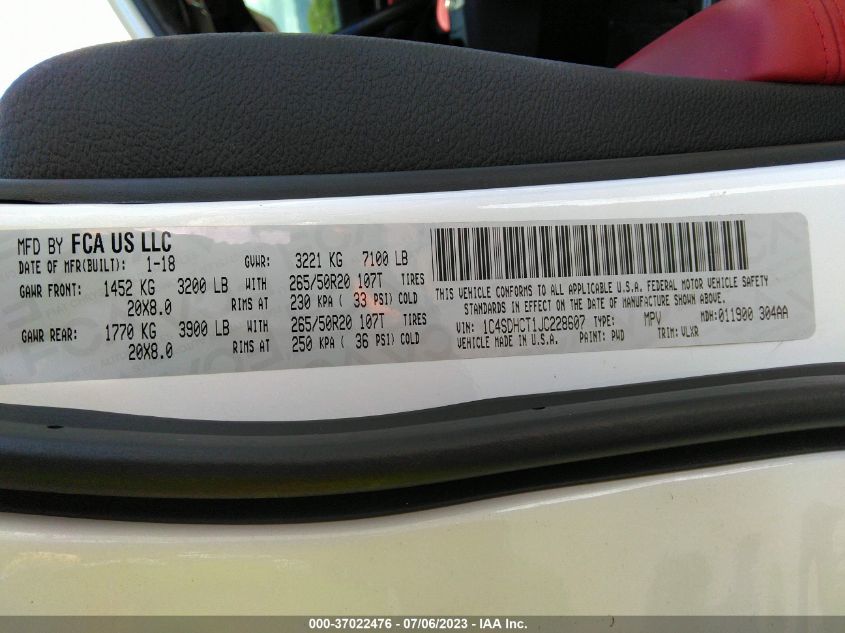 MFD BY FCA US LLC
DATE OF MFR(BUILT): 1-18 GVWR: 3221 KG 7100 LB
GAWR FRONT: 1452 KG 3200 LB WITH 265/50R20 107T TIRES
20X8.0 RIMS AT 230 KPA ( 33 PSI) COLD
GAWR REAR: 1770 KG 3900 LB WITH 265/50R20 107T TIRES
20X8.0 RIMS AT 250 KPA ( 36 PSI) COLD
THIS VEHICLE CONFORMS TO ALL APPLICABLE U.S.A. FEDERAL MOTOR VEHICLE SAFETY
STANDARDS IN EFFECT ON THE DATE OF MANUFACTURE SHOWN ABOVE.
VIN: 1C4SDHCT1JC228607 TYPE: MPV MDH:011900 304AA
VEHICLE MADE IN U.S.A. PAINT: PWD TRIM: VLXR
000-37022476 - 07/06/2023 - IAA Inc.